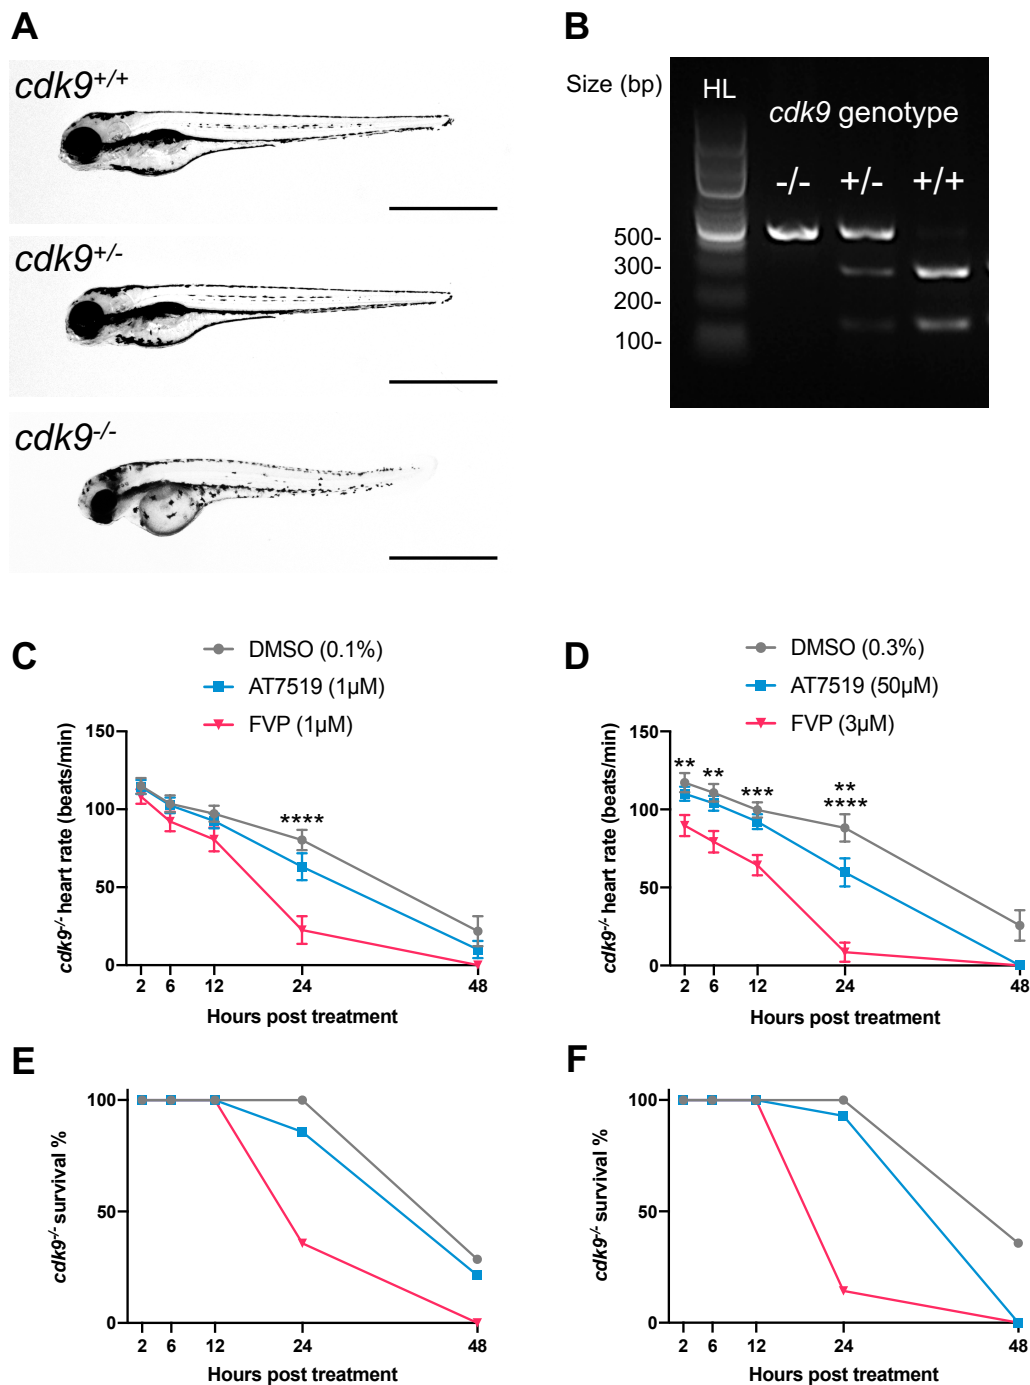 A
cdk9+/+
cdk9+/-
cdk9-/-
B
Size (bp)
HL
cdk9 genotype
-/-
+/-
+/+
500-
300-
200-
100-
C
DMSO (0.1%)
AT7519 (1µM)
FVP (1µM)
cdk9-/- heart rate (beats/min)
150
100
50
0
****
2 6 12 24 48
Hours post treatment
D
DMSO (0.3%)
AT7519 (50µM)
FVP (3µM)
cdk9-/- heart rate (beats/min)
150
100
50
0
**
**
***
**
****
2 6 12 24 48
Hours post treatment
E
cdk9-/- survival %
100
50
0
2 6 12 24 48
Hours post treatment
F
cdk9-/- survival %
100
50
0
2 6 12 24 48
Hours post treatment